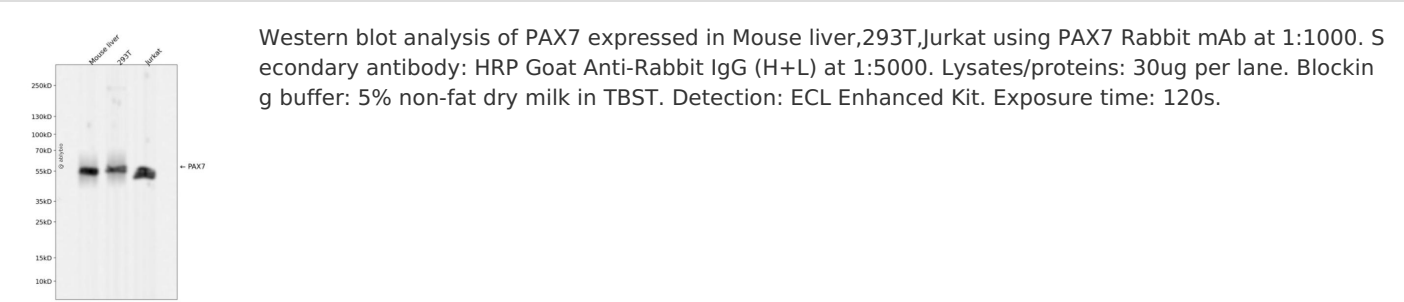 Mouse liver
293T
Jurkat
250kD
130kD
100kD
70kD
55kD
35kD
25kD
15kD
10kD
© abbytec
← PAX7
Western blot analysis of PAX7 expressed in Mouse liver,293T,Jurkat using PAX7 Rabbit mAb at 1:1000. S
econdary antibody: HRP Goat Anti-Rabbit IgG (H+L) at 1:5000. Lysates/proteins: 30ug per lane. Blockin
g buffer: 5% non-fat dry milk in TBST. Detection: ECL Enhanced Kit. Exposure time: 120s.